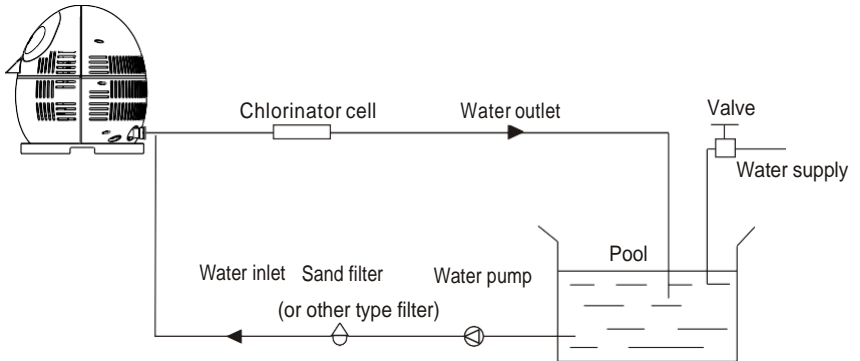 Chlorinator cell
Water outlet
Valve
Water supply
Pool
Water inlet
Sand filter
(or other type filter)
Water pump